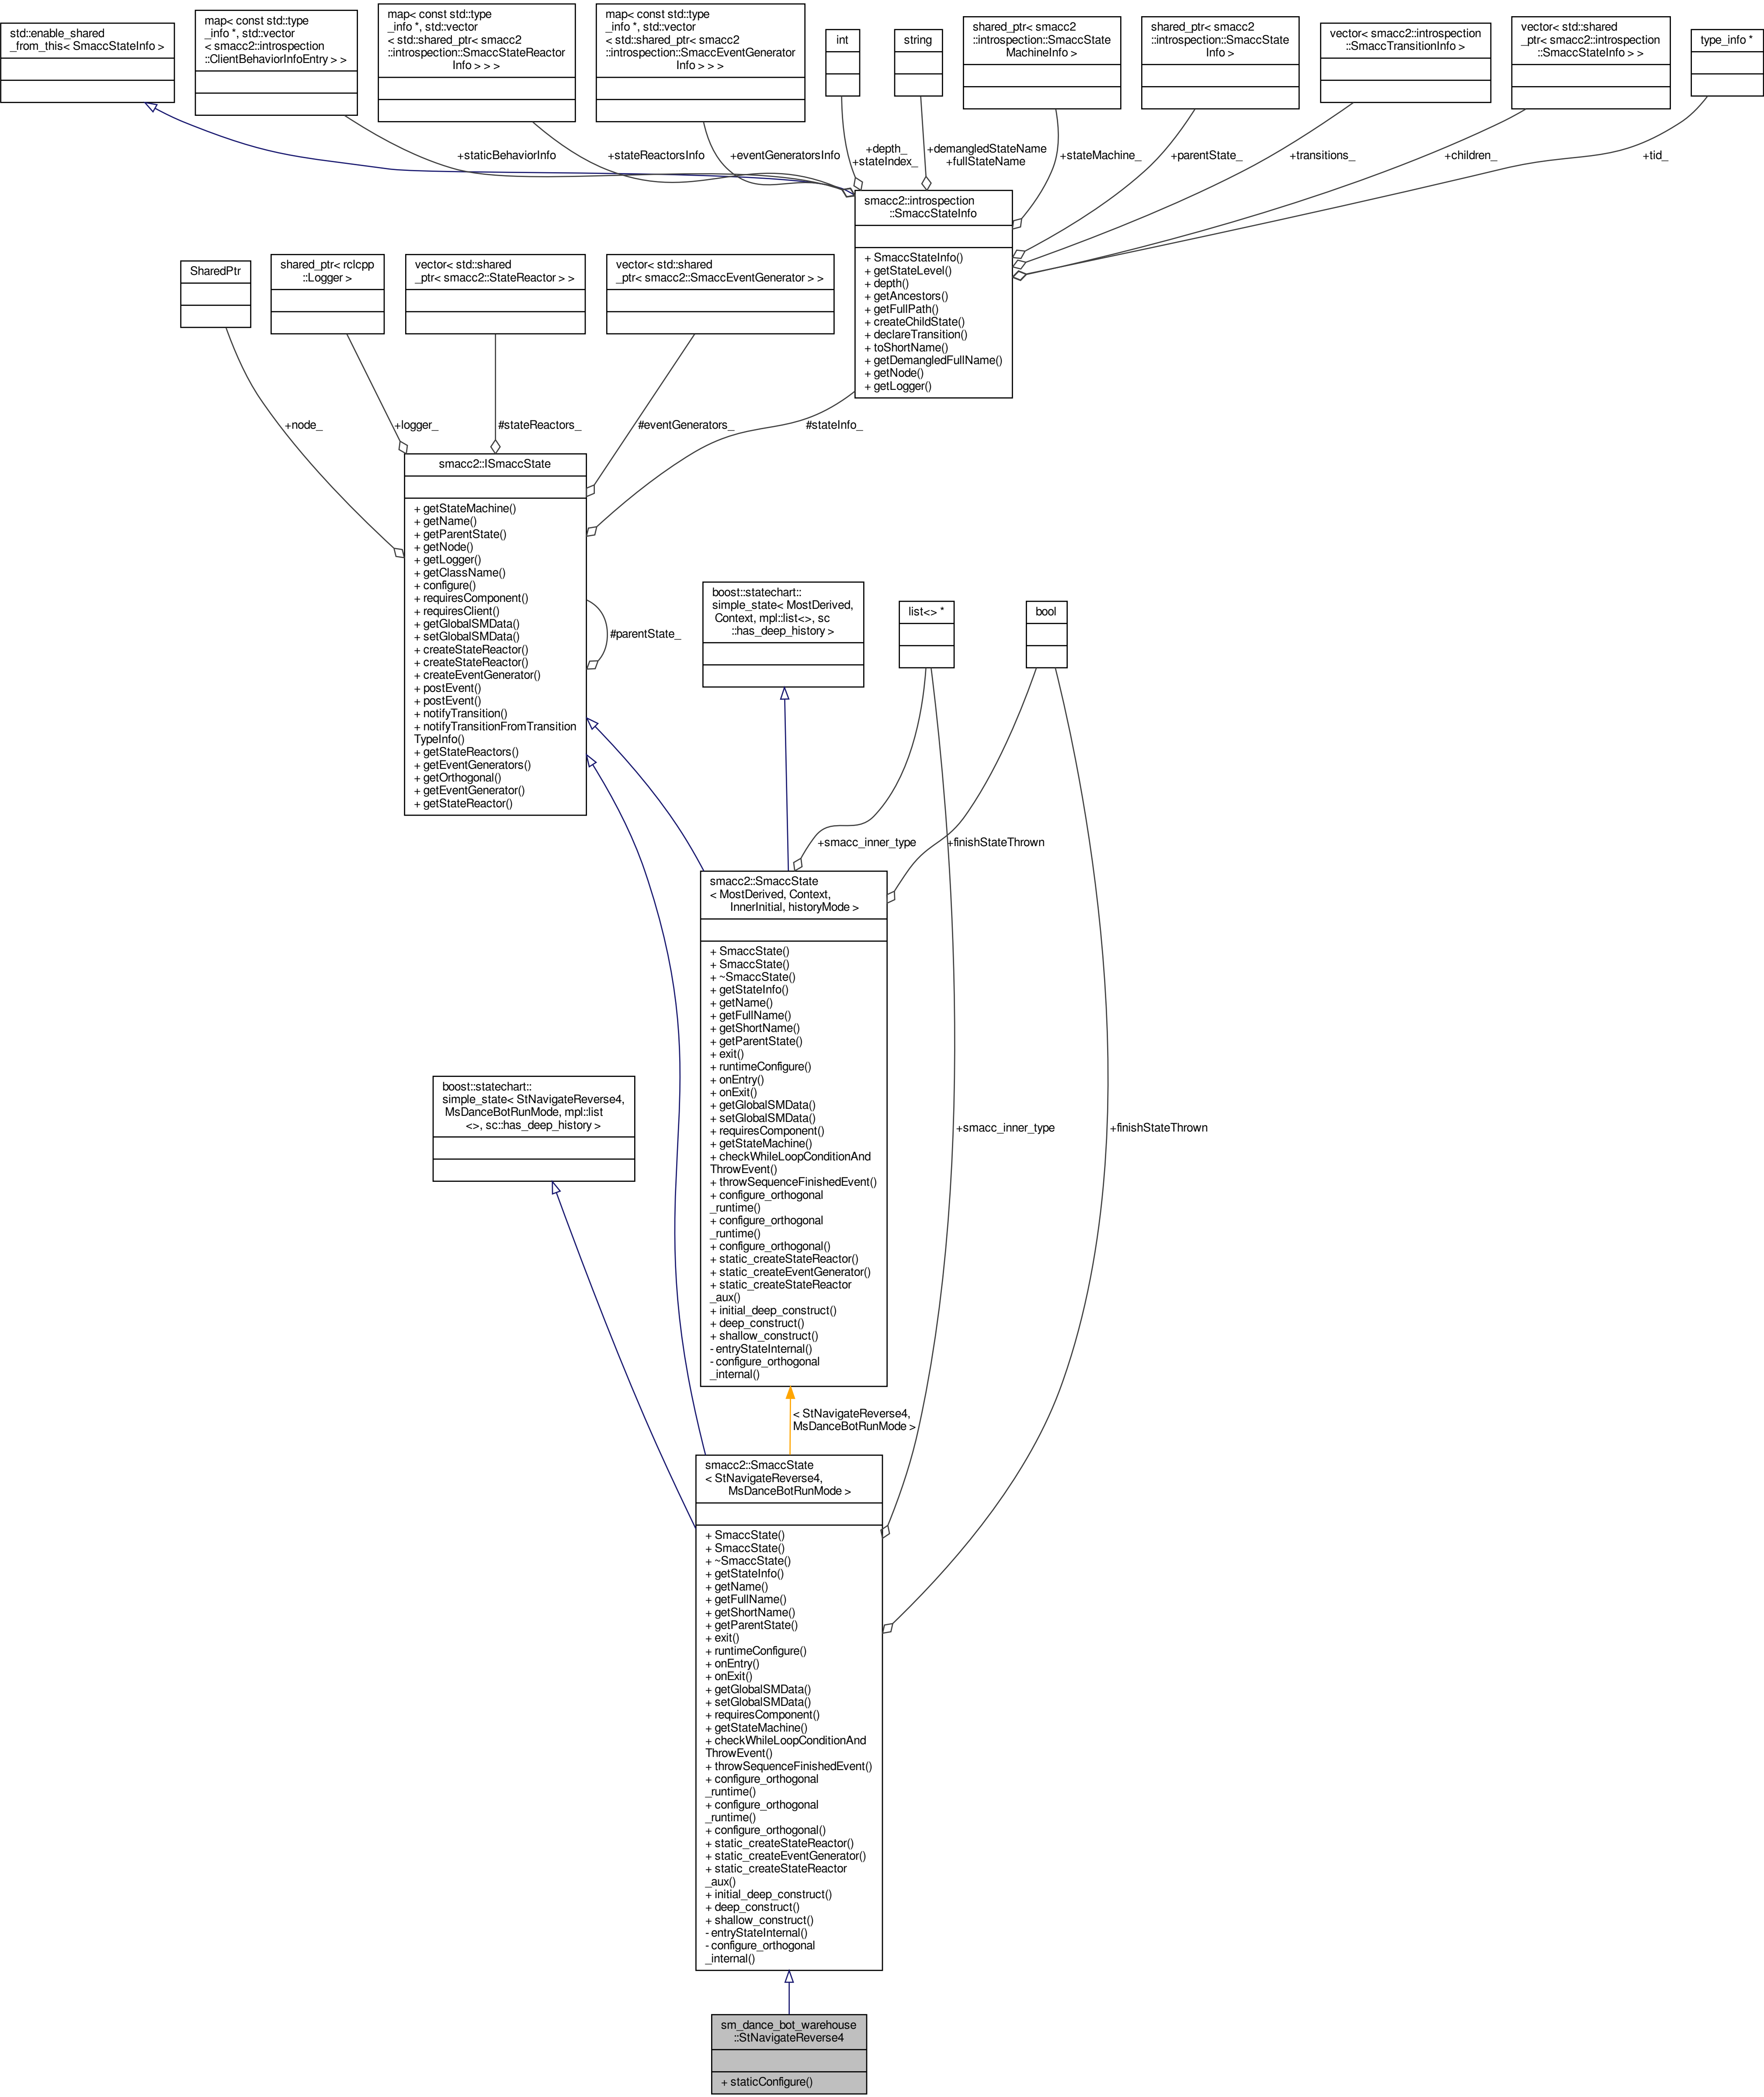 std::enable_shared
_from_this< SmaccStateInfo >
map< const std::type
_info *, std::vector
< smacc2::introspection
::ClientBehaviorInfoEntry > >
map< const std::type
_info *, std::vector
< std::shared_ptr< smacc2
::introspection::SmaccStateReactor
Info > > >
map< const std::type
_info *, std::vector
< std::shared_ptr< smacc2
::introspection::SmaccEventGenerator
Info > > >
int
string
shared_ptr< smacc2
::introspection::SmaccState
MachineInfo >
shared_ptr< smacc2
::introspection::SmaccState
Info >
vector< smacc2::introspection
::SmaccTransitionInfo >
vector< std::shared
_ptr< smacc2::introspection
::SmaccStateInfo > >
type_info *
+staticBehaviorInfo
+stateReactorsInfo
+eventGeneratorsInfo
+depth_
+stateIndex_
+demangledStateName
+fullStateName
+stateMachine_
+parentState_
+transitions_
+children_
+tid_
smacc2::introspection
::SmaccStateInfo
+ SmaccStateInfo()
+ getStateLevel()
+ depth()
+ getAncestors()
+ getFullPath()
+ createChildState()
+ declareTransition()
+ toShortName()
+ getDemangledFullName()
+ getNode()
+ getLogger()
SharedPtr
shared_ptr< rclcpp
::Logger >
vector< std::shared
_ptr< smacc2::StateReactor > >
vector< std::shared
_ptr< smacc2::SmaccEventGenerator > >
+node_
+logger_
#stateReactors_
#eventGenerators_
#stateInfo_
smacc2::ISmaccState
+ getStateMachine()
+ getName()
+ getParentState()
+ getNode()
+ getLogger()
+ getClassName()
+ configure()
+ requiresComponent()
+ requiresClient()
+ getGlobalSMData()
+ setGlobalSMData()
+ createStateReactor()
+ createStateReactor()
+ createEventGenerator()
+ postEvent()
+ postEvent()
+ notifyTransition()
+ notifyTransitionFromTransition
TypeInfo()
+ getStateReactors()
+ getEventGenerators()
+ getOrthogonal()
+ getEventGenerator()
+ getStateReactor()
#parentState_
boost::statechart::
simple_state< MostDerived,
Context, mpl::list<>, sc
::has_deep_history >
list<> *
bool
+smacc_inner_type
+finishStateThrown
smacc2::SmaccState
< MostDerived, Context,
InnerInitial, historyMode >
+ SmaccState()
+ SmaccState()
+ ~SmaccState()
+ getStateInfo()
+ getName()
+ getFullName()
+ getShortName()
+ getParentState()
+ exit()
+ runtimeConfigure()
+ onEntry()
+ onExit()
+ getGlobalSMData()
+ setGlobalSMData()
+ requiresComponent()
+ getStateMachine()
+ checkWhileLoopConditionAnd
ThrowEvent()
+ throwSequenceFinishedEvent()
+ configure_orthogonal
_runtime()
+ configure_orthogonal
_runtime()
+ configure_orthogonal()
+ static_createStateReactor()
+ static_createEventGenerator()
+ static_createStateReactor
_aux()
+ initial_deep_construct()
+ deep_construct()
+ shallow_construct()
- entryStateInternal()
- configure_orthogonal
_internal()
boost::statechart::
simple_state< StNavigateReverse4,
MsDanceBotRunMode, mpl::list
<>, sc::has_deep_history >
+smacc_inner_type
+finishStateThrown
< StNavigateReverse4,
MsDanceBotRunMode >
smacc2::SmaccState
< StNavigateReverse4,
MsDanceBotRunMode >
+ SmaccState()
+ SmaccState()
+ ~SmaccState()
+ getStateInfo()
+ getName()
+ getFullName()
+ getShortName()
+ getParentState()
+ exit()
+ runtimeConfigure()
+ onEntry()
+ onExit()
+ getGlobalSMData()
+ setGlobalSMData()
+ requiresComponent()
+ getStateMachine()
+ checkWhileLoopConditionAnd
ThrowEvent()
+ throwSequenceFinishedEvent()
+ configure_orthogonal
_runtime()
+ configure_orthogonal
_runtime()
+ configure_orthogonal()
+ static_createStateReactor()
+ static_createEventGenerator()
+ static_createStateReactor
_aux()
+ initial_deep_construct()
+ deep_construct()
+ shallow_construct()
- entryStateInternal()
- configure_orthogonal
_internal()
sm_dance_bot_warehouse
::StNavigateReverse4
+ staticConfigure()